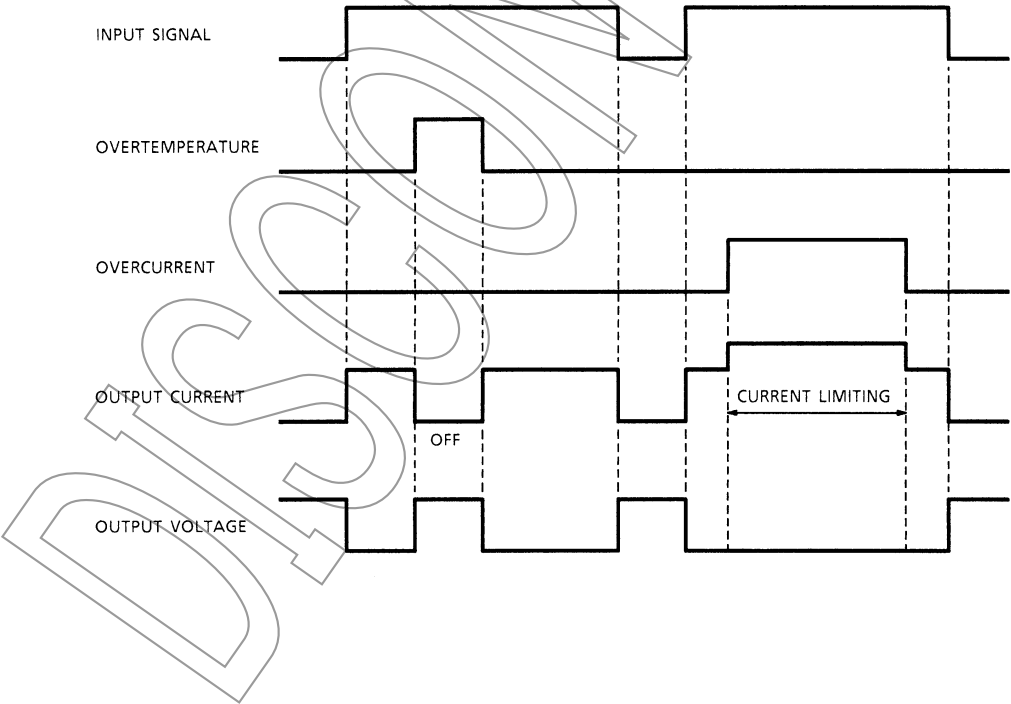 INPUT SIGNAL
OVERTEMPERATURE
OVERCURRENT
OUTPUT CURRENT
CURRENT LIMITING
OFF
OUTPUT VOLTAGE
DISCON